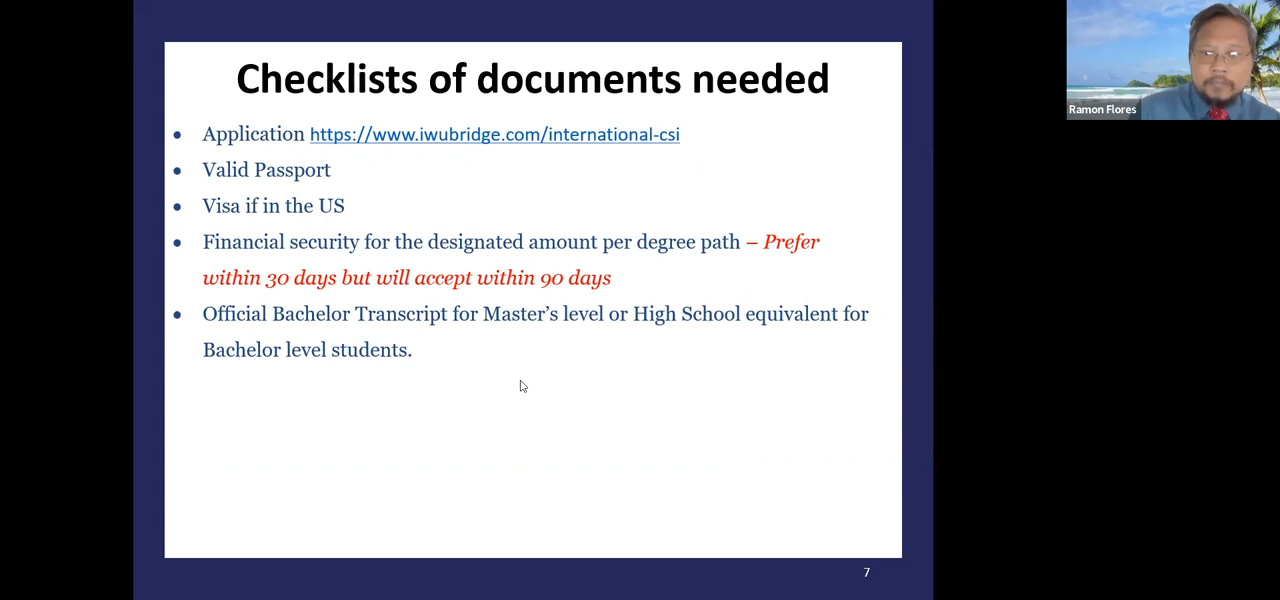 Checklists of documents needed
• Application https://www.iwubridge.com/international-csi
• Valid Passport
• Visa if in the US
• Financial security for the designated amount per degree path – Prefer
within 30 days but will accept within 90 days
• Official Bachelor Transcript for Master's level or High School equivalent for
Bachelor level students.
7
Ramon Flores